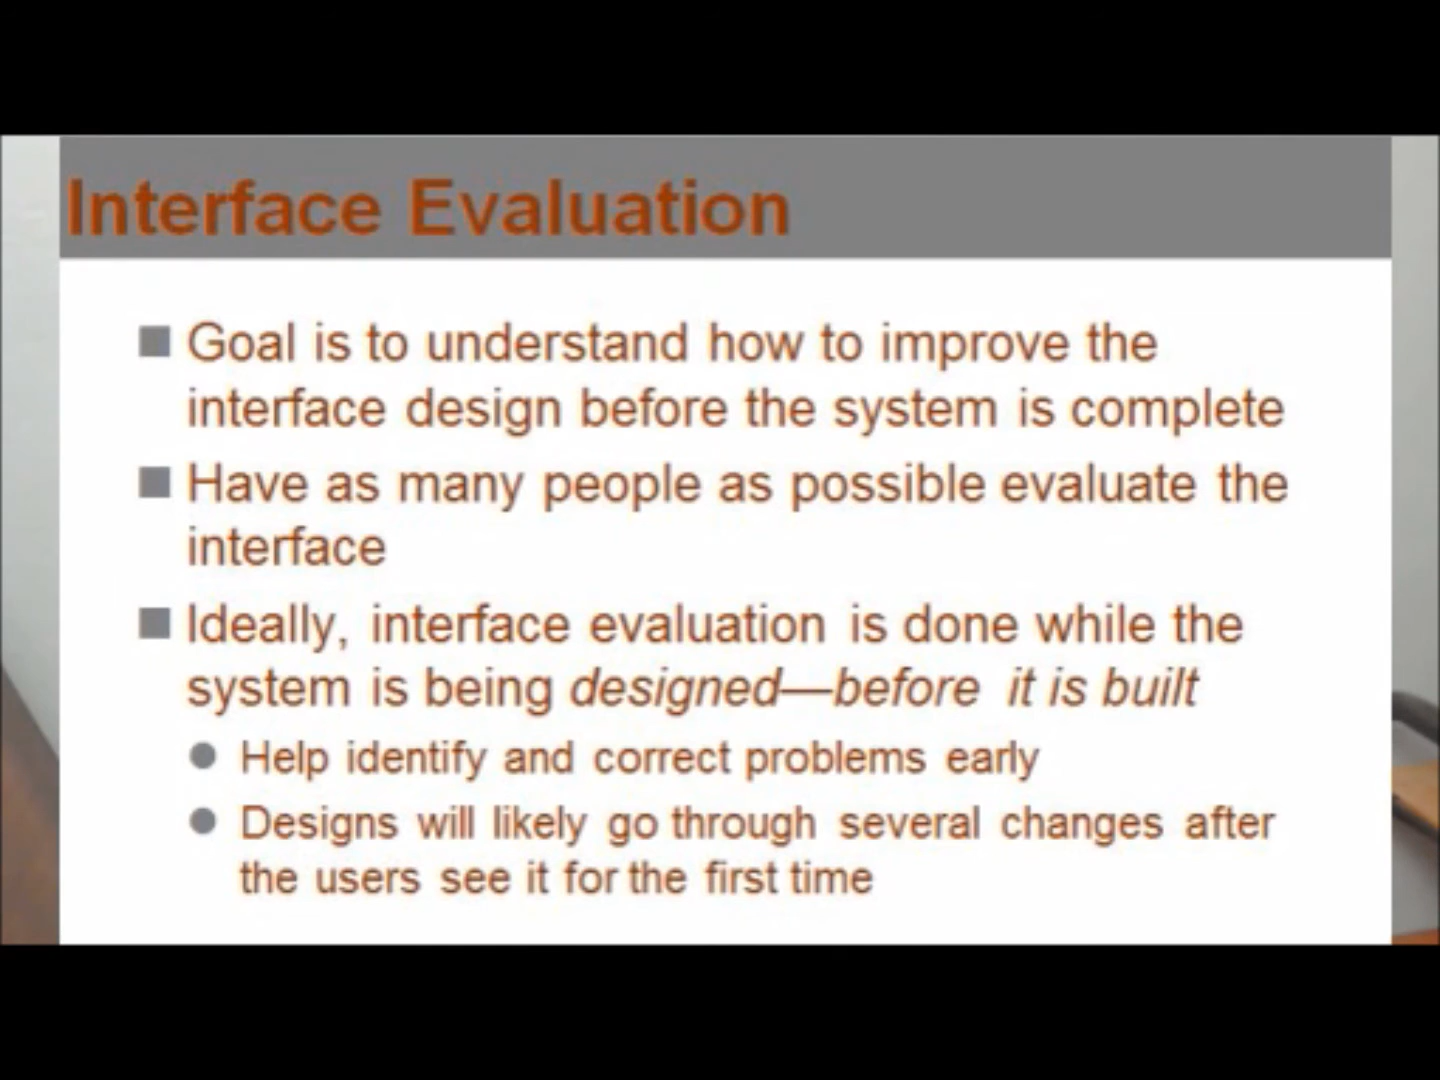 Interface Evaluation
Goal is to understand how to improve the
interface design before the system is complete
Have as many people as possible evaluate the
interface
Ideally, interface evaluation is done while the
system is being designed—before it is built
Help identify and correct problems early
Designs will likely go through several changes after
the users see it for the first time